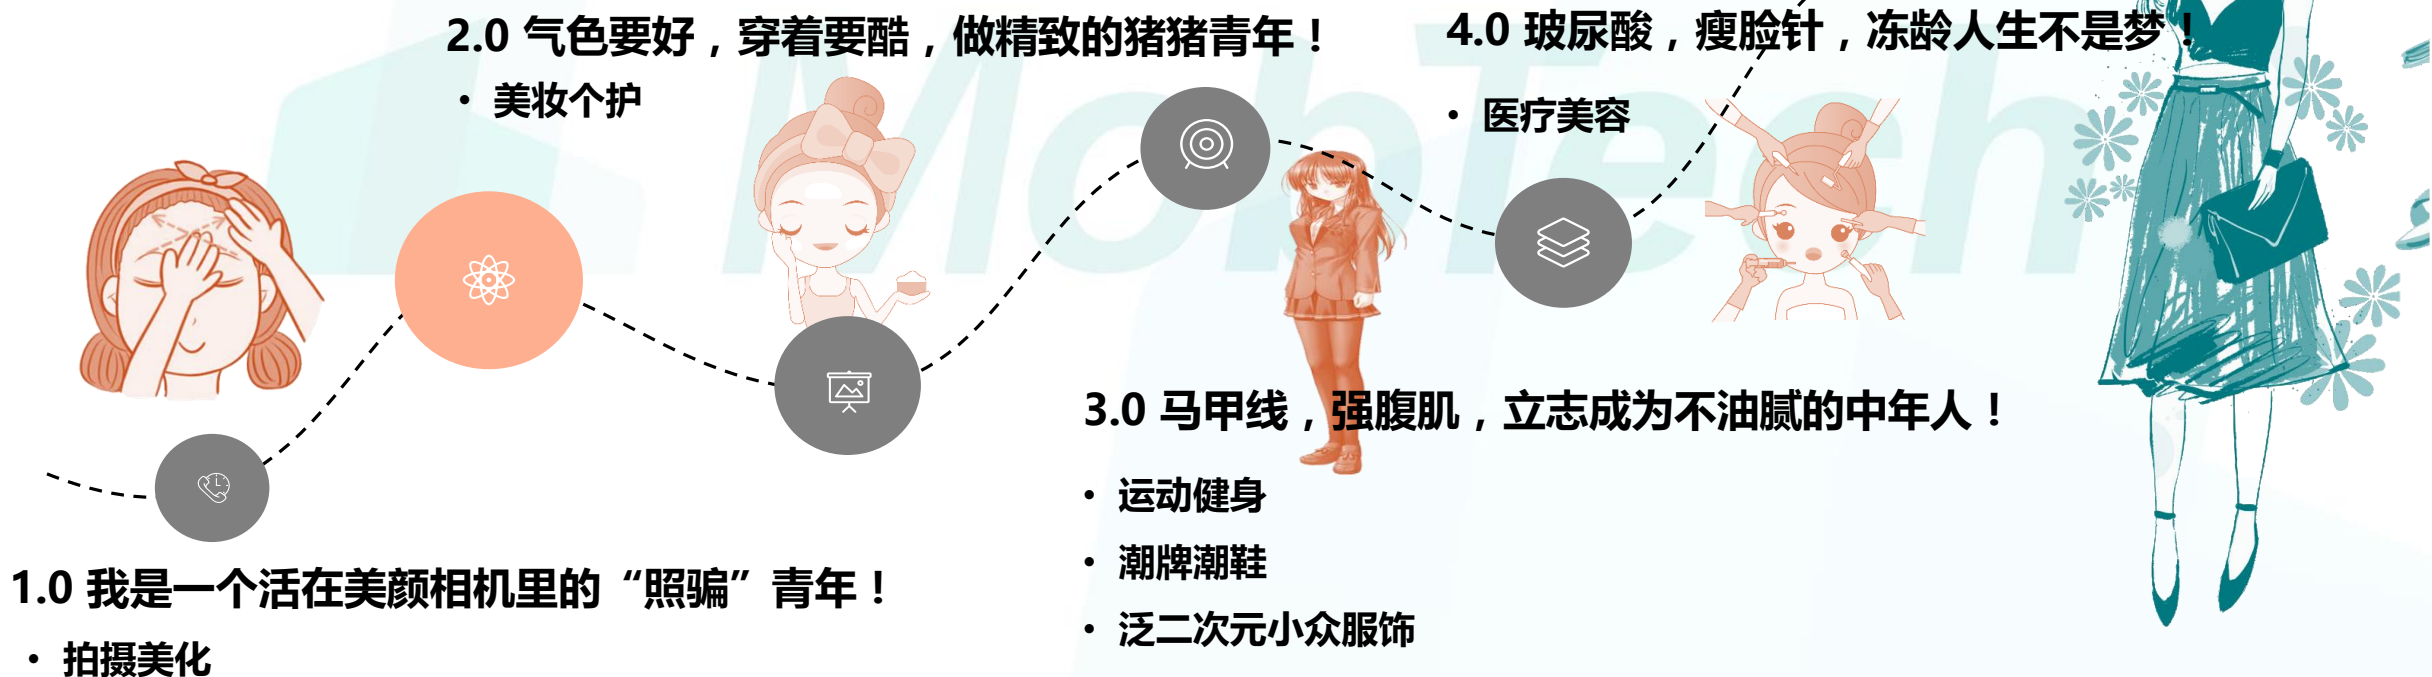 2.0 气色要好，穿着要酷，做精致的猪猪青年！
• 美妆个护
4.0 玻尿酸，瘦脸针，冻龄人生不是梦！
• 医疗美容
MobTech
3.0 马甲线，强腹肌，立志成为不油腻的中年人！
• 运动健身
• 潮牌潮鞋
• 泛二次元小众服饰
1.0 我是一个活在美颜相机里的“照骗”青年！
• 拍摄美化